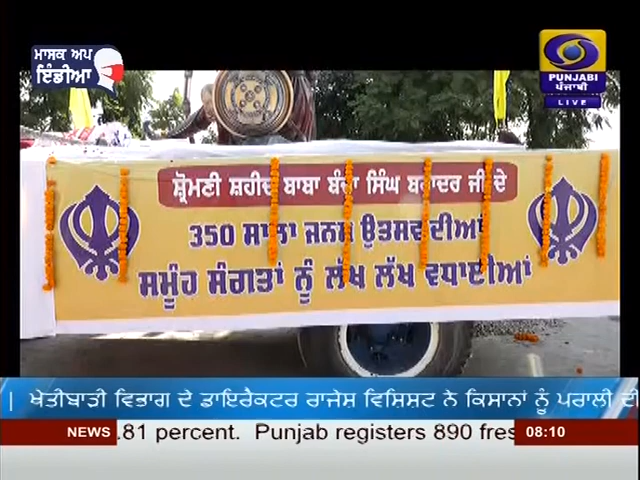 ਮਾਸਕ ਅਪ
ਇੰਡੀਆ
PUNJABI
ਪੰਜਾਬੀ
LIVE
ਸ਼੍ਰੋਮਣੀ ਸ਼ਹੀਦ ਬਾਬਾ ਬੰਦਾ ਸਿੰਘ ਬਹਾਦਰ ਜੀ ਦੇ
350 ਸਾਲਾ ਜਨਮ ਉਤਸਵ ਦੀਆਂ
ਸਮੂੰਹ ਸੰਗਤਾਂ ਨੂੰ ਲੱਖ ਲੱਖ ਵਧਾਈਆਂ
ਖੇਤੀਬਾੜੀ ਵਿਭਾਗ ਦੇ ਡਾਇਰੈਕਟਰ ਰਾਜੇਸ਼ ਵਿਸ਼ਿਸ਼ਟ ਨੇ ਕਿਸਾਨਾਂ ਨੂੰ ਪਰਾਲੀ ਦੀ
NEWS .81 percent. Punjab registers 890 fres 08:10